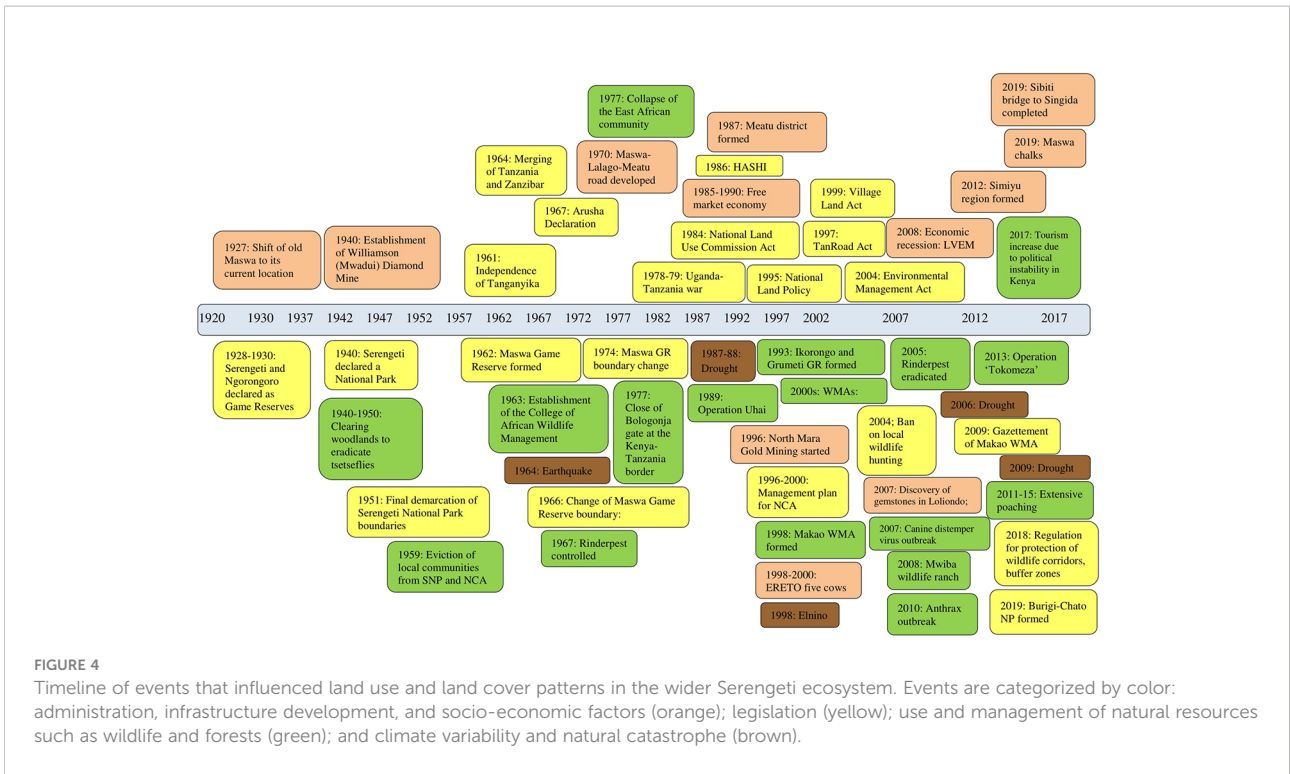 2019: Sibiti
bridge to Singida
completed
1977: Collapse of
the East African
community
1987: Meatu district
formed
2019: Maswa
chalks
1964: Merging of
Tanzania
and Zanzibar
1970: Maswa-
Lalago-Meatu
road developed
1986: HASHI
2012: Simiyu
region formed
1985-1990: Free
market economy
1999: Village
Land Act
1967: Arusha
Declaration
1927: Shift of old
Maswa to its
current location
1940: Establishment
of Williamson
(Mwadui) Diamond
Mine
1984: National Land
Use Commission Act
1997:
TanRoad Act
2008: Economic
recession: LVEM
2017: Tourism
increase due
to political
instability in
Kenya
1961:
Independence
of Tanganyika
1978-79: Uganda-
Tanzania war
1995: National
Land Policy
2004: Environmental
Management Act
1920 1930 1937 1942 1947 1952 1957 1962 1967 1972 1977 1982 1987 1992 1997 2002 2007 2012 2017
1928-1930:
Serengeti and
Ngorongoro
declared as
Game Reserves
1940: Serengeti
declared a
National Park
1962: Maswa Game
Reserve formed
1974: Maswa GR
boundary change
1987-88:
Drought
1993: Ikorongo and
Grumeti GR formed
2005:
Rinderpest
eradicated
2013: Operation
‘Tokomeza’
1940-1950:
Clearing
woodlands to
eradicate
tsetseflies
1963: Establishment
of the College of
African Wildlife
Management
1977:
Close of
Bologonja
gate at the
Kenya-
Tanzania
border
1989:
Operation Uhai
2000s: WMAs:
2006: Drought
2004; Ban
on local
wildlife
hunting
2009: Gazettement
of Makao WMA
1996: North Mara
Gold Mining started
1964: Earthquake
2009: Drought
1951: Final demarcation of
Serengeti National Park
boundaries
1966: Change of Maswa Game
Reserve boundary:
1996-2000:
Management plan
for NCA
2007: Discovery of
gemstones in Loliondo;
2011-15: Extensive
poaching
1959: Eviction of
local communities
from SNP and NCA
1967: Rinderpest
controlled
1998: Makao WMA
formed
2007: Canine distemper
virus outbreak
2018: Regulation
for protection of
wildlife corridors,
buffer zones
1998-2000:
ERETO five cows
2008: Mwiba
wildlife ranch
1998: Elnino
2010: Anthrax
outbreak
2019: Burigi-Chato
NP formed
FIGURE 4
Timeline of events that influenced land use and land cover patterns in the wider Serengeti ecosystem. Events are categorized by color:
administration, infrastructure development, and socio-economic factors (orange); legislation (yellow); use and management of natural resources
such as wildlife and forests (green); and climate variability and natural catastrophe (brown).